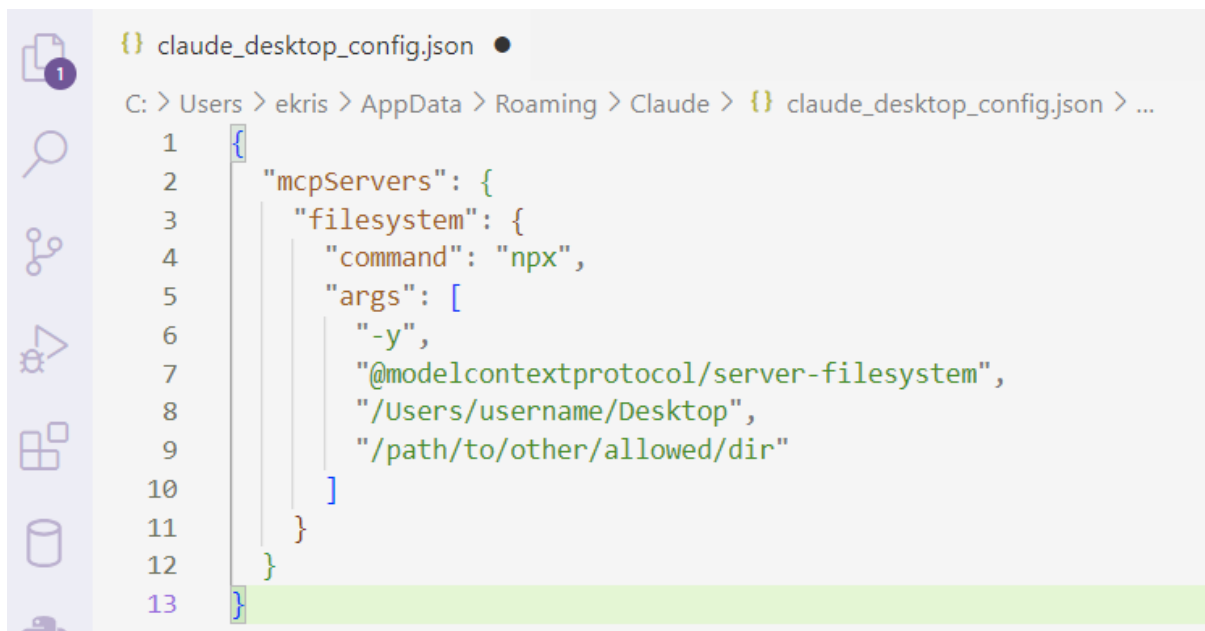 {} claude_desktop_config.json ●
1
C: > Users > ekris > AppData > Roaming > Claude > {} claude_desktop_config.json > ...
1 {
2   "mcpServers": {
3     "filesystem": {
4       "command": "npx",
5       "args": [
6         "-y",
7         "@modelcontextprotocol/server-filesystem",
8         "/Users/username/Desktop",
9         "/path/to/other/allowed/dir"
10       ]
11     }
12   }
13 }